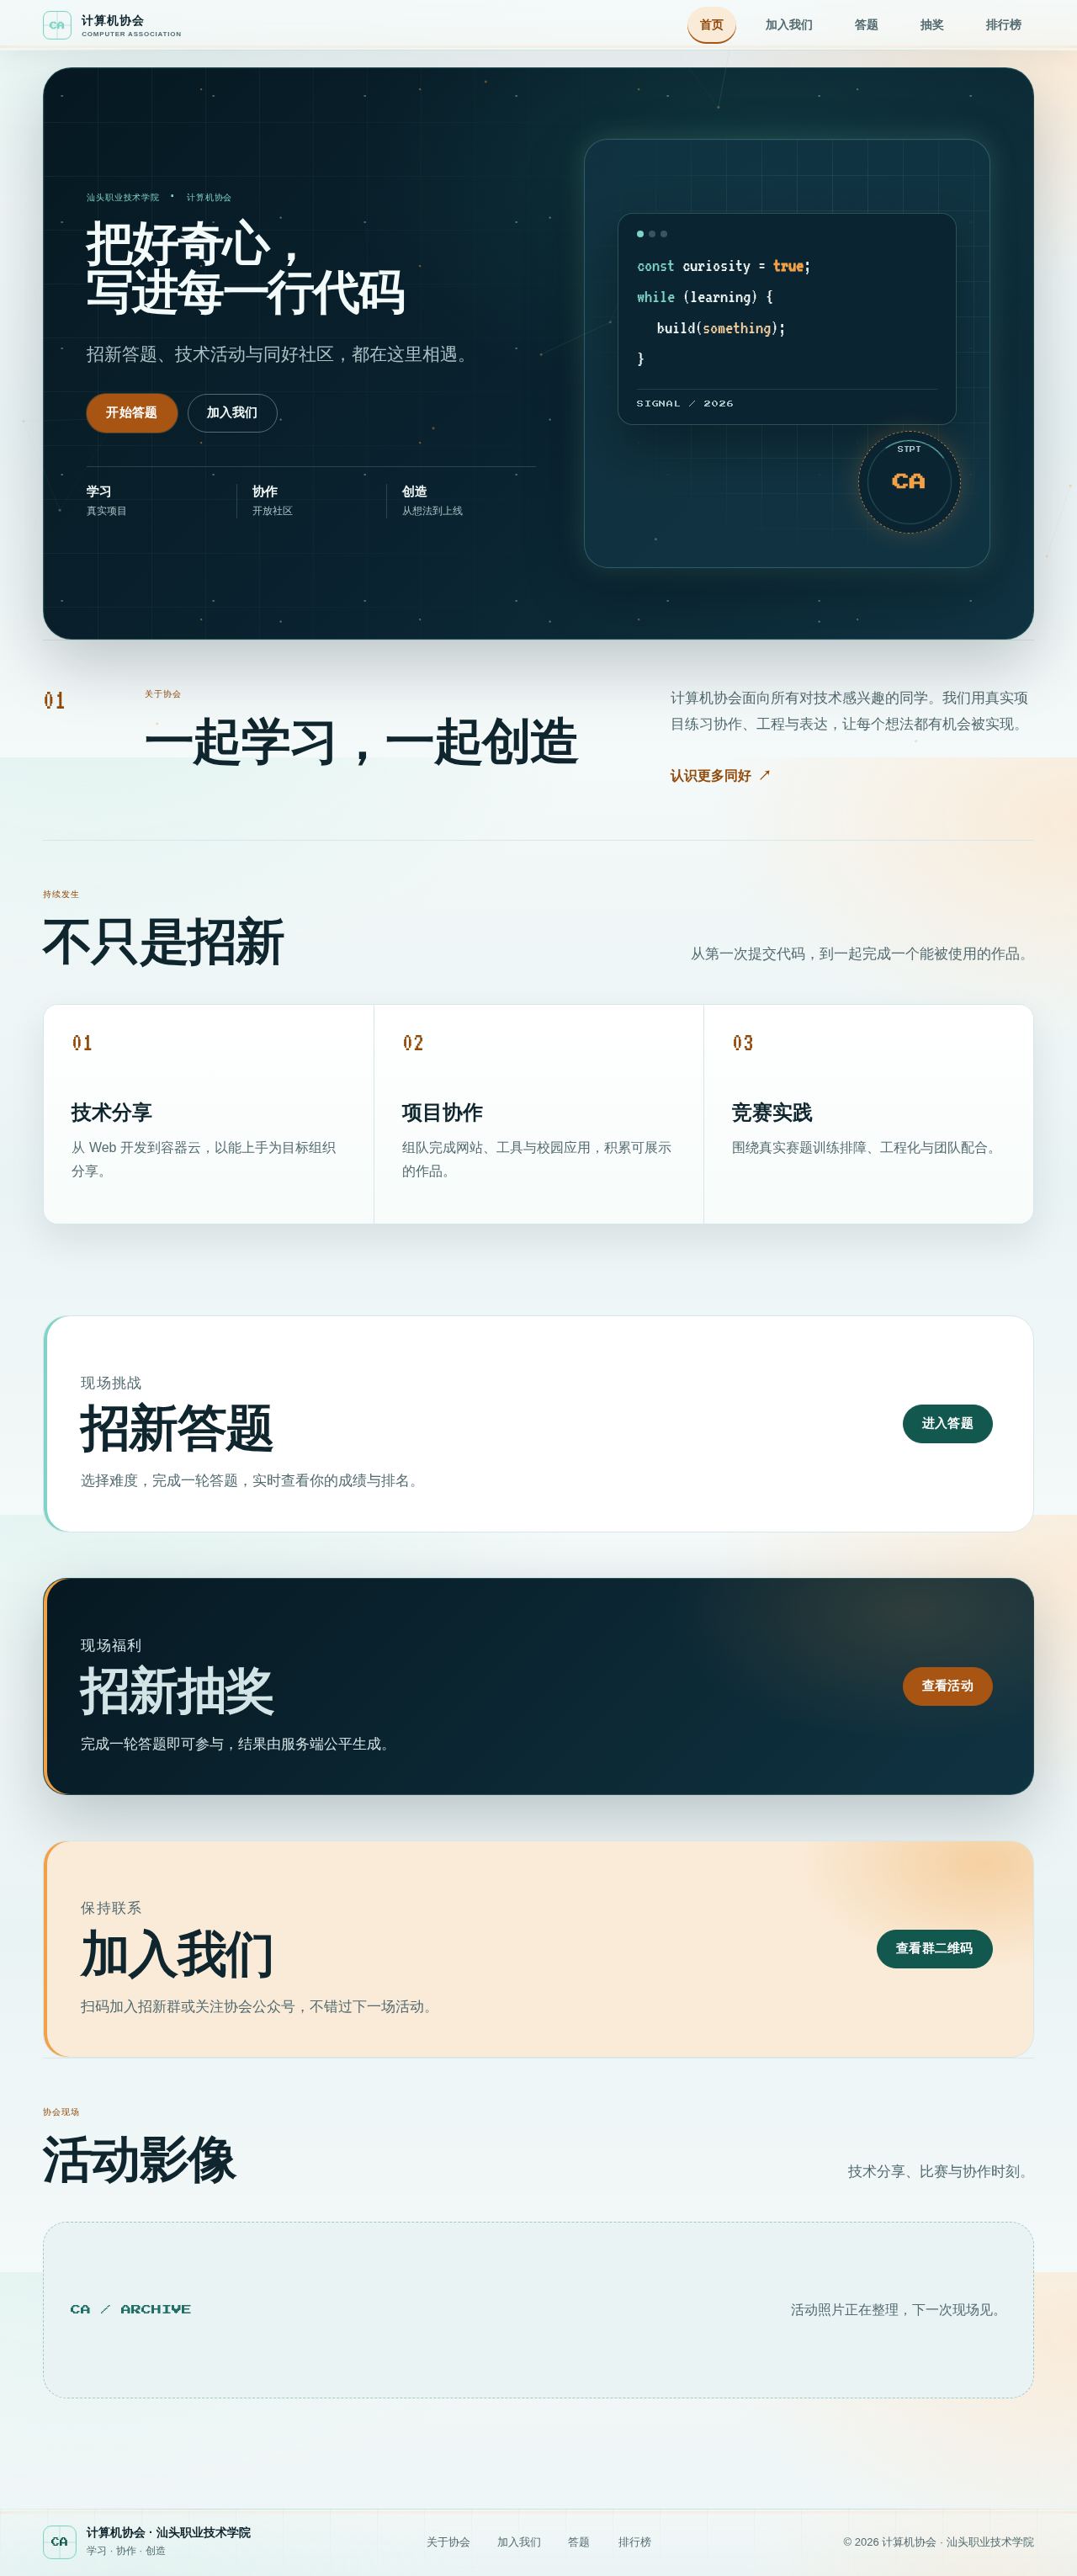 CA
计算机协会
COMPUTER ASSOCIATION
首页
加入我们
答题
抽奖
排行榜
汕头职业技术学院 · 计算机协会
把好奇心，
写进每一行代码
招新答题、技术活动与同好社区，都在这里相遇。
开始答题
加入我们
学习
真实项目
协作
开放社区
创造
从想法到上线
const curiosity = true;
while (learning) {
build(something);
}
SIGNAL / 2026
STPT
CA
01
关于协会
一起学习，一起创造
计算机协会面向所有对技术感兴趣的同学。我们用真实项
目练习协作、工程与表达，让每个想法都有机会被实现。
认识更多同好 ↗
持续发生
不只是招新
从第一次提交代码，到一起完成一个能被使用的作品。
01
技术分享
从 Web 开发到容器云，以能上手为目标组织
分享。
02
项目协作
组队完成网站、工具与校园应用，积累可展示
的作品。
03
竞赛实践
围绕真实赛题训练排障、工程化与团队配合。
现场挑战
招新答题
选择难度，完成一轮答题，实时查看你的成绩与排名。
进入答题
现场福利
招新抽奖
完成一轮答题即可参与，结果由服务端公平生成。
查看活动
保持联系
加入我们
扫码加入招新群或关注协会公众号，不错过下一场活动。
查看群二维码
协会现场
活动影像
技术分享、比赛与协作时刻。
CA / ARCHIVE
活动照片正在整理，下一次现场见。
CA
计算机协会 · 汕头职业技术学院
学习 · 协作 · 创造
关于协会
加入我们
答题
排行榜
© 2026 计算机协会 · 汕头职业技术学院